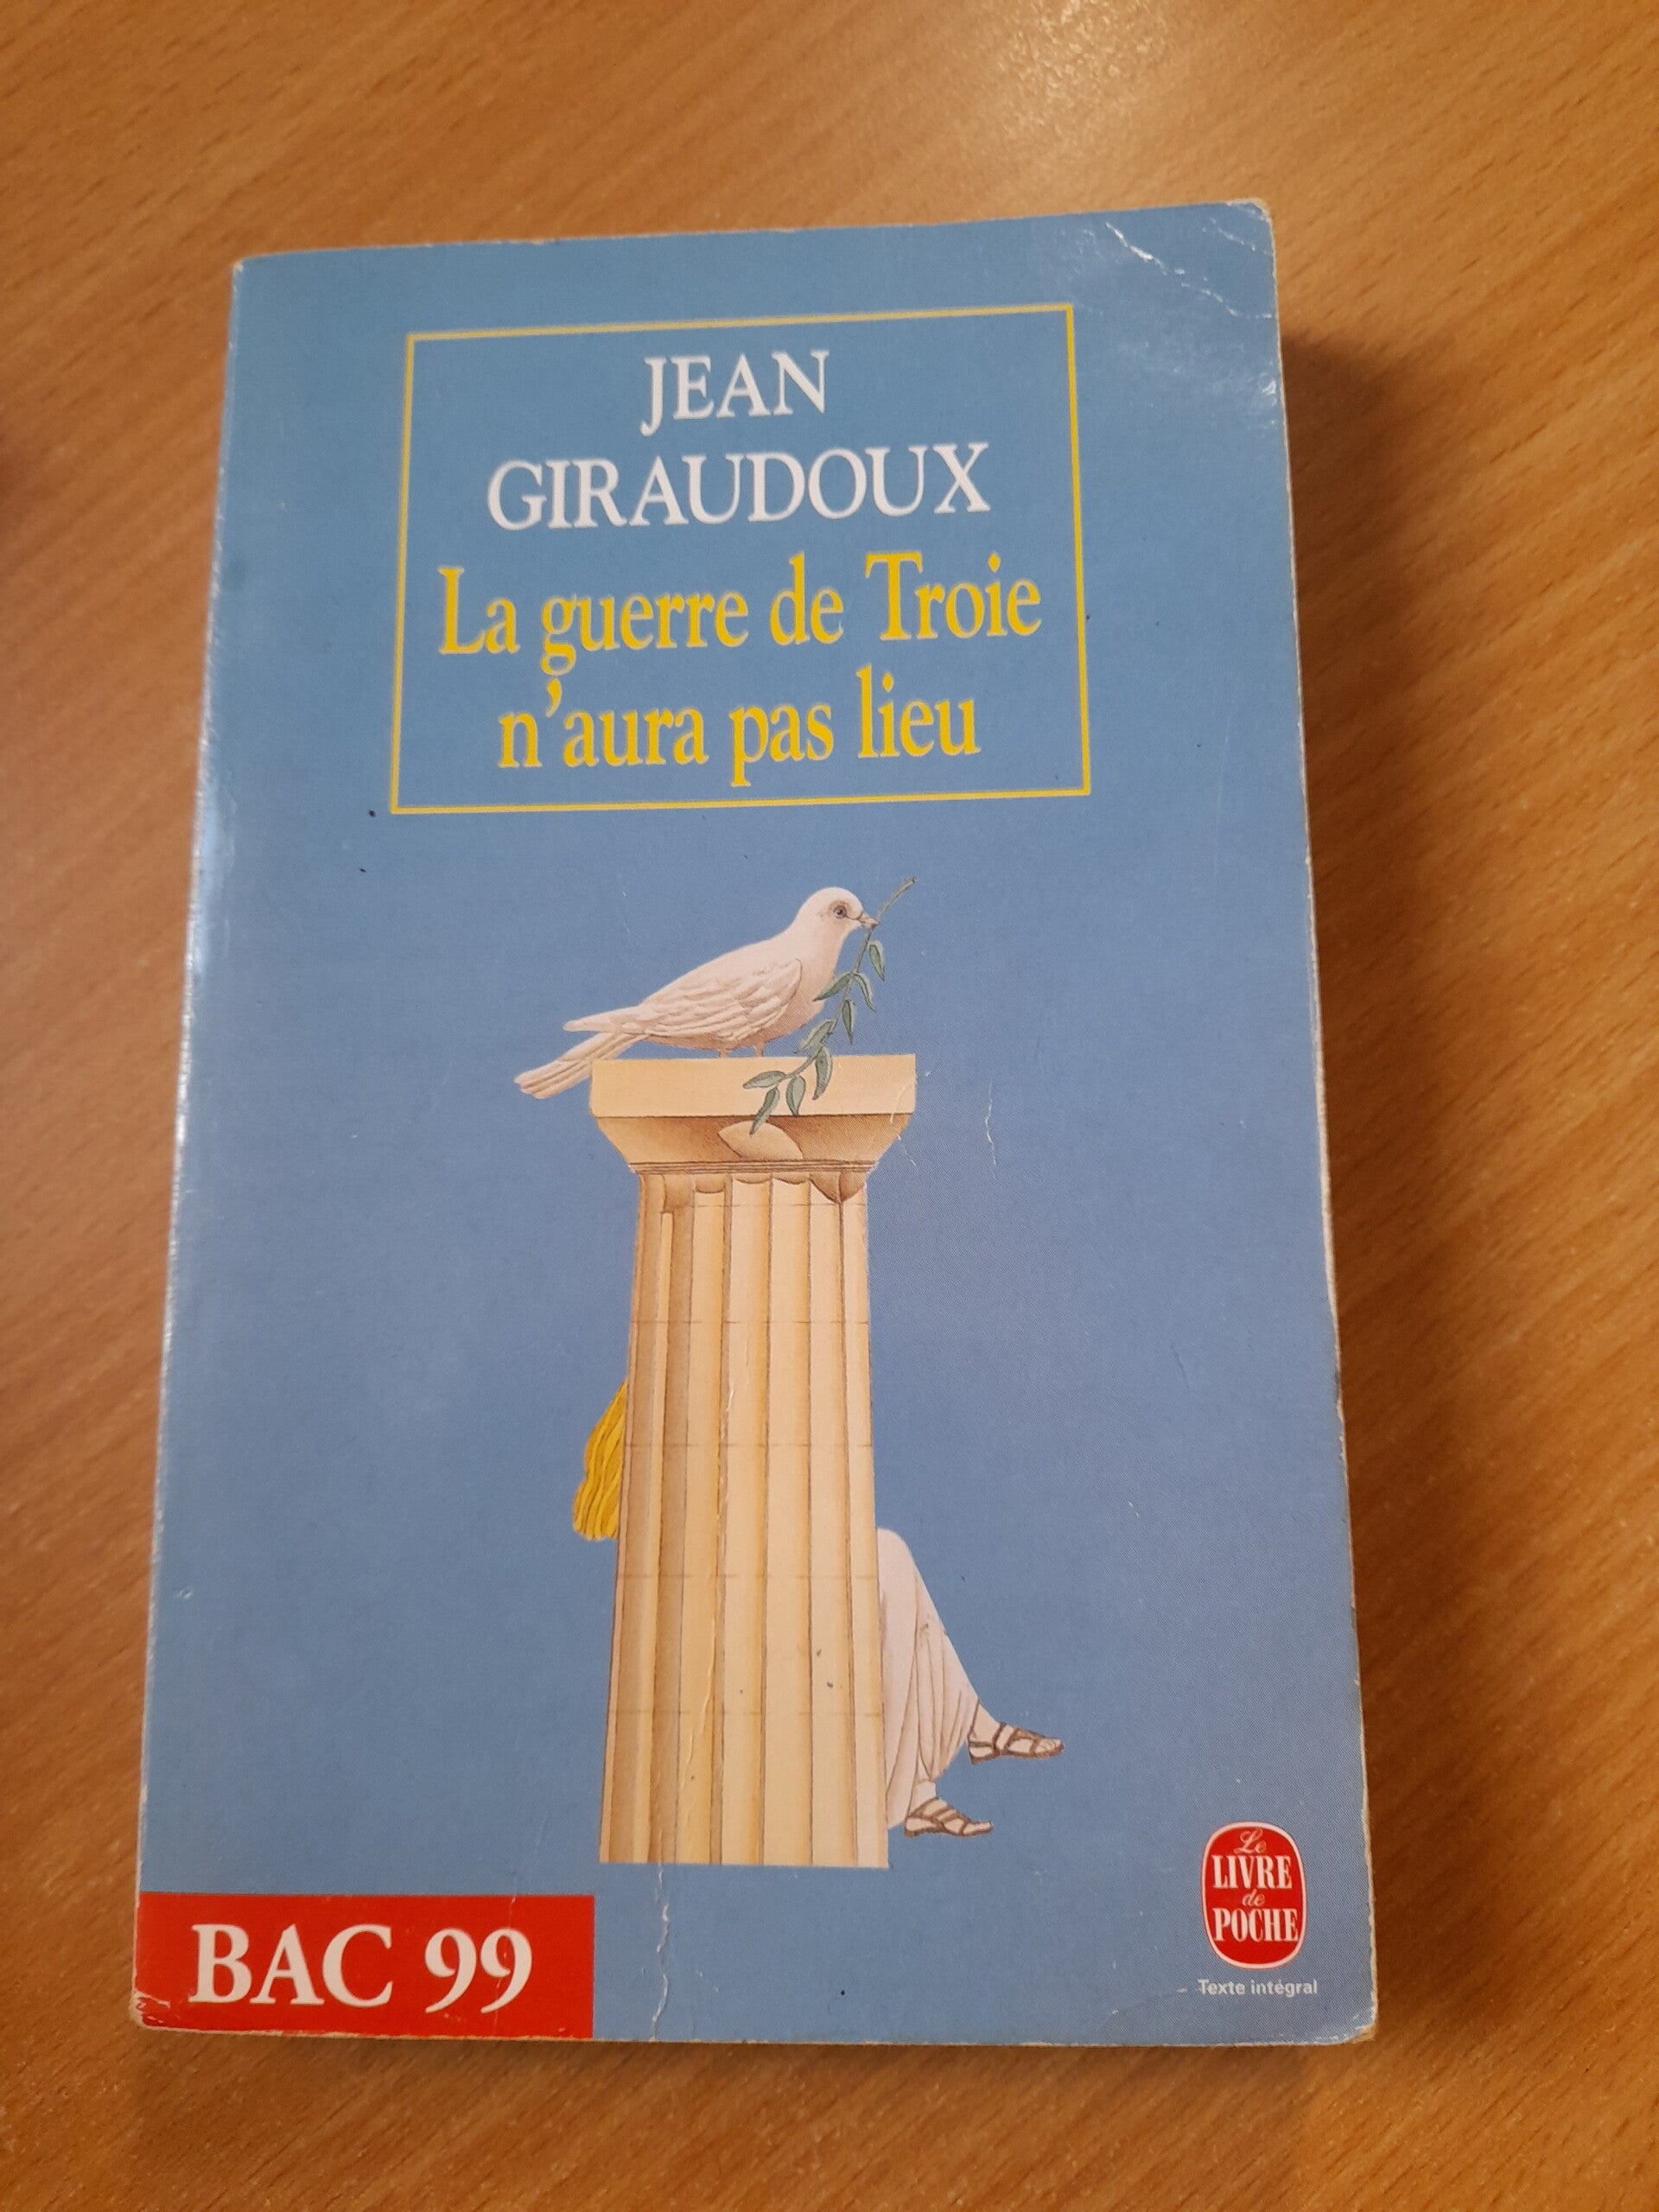 JEAN
GIRAUDOUX
La guerre de Troie
n'aura pas lieu
BAC 99
Le
LIVRE
de
POCHE
Texte intégral